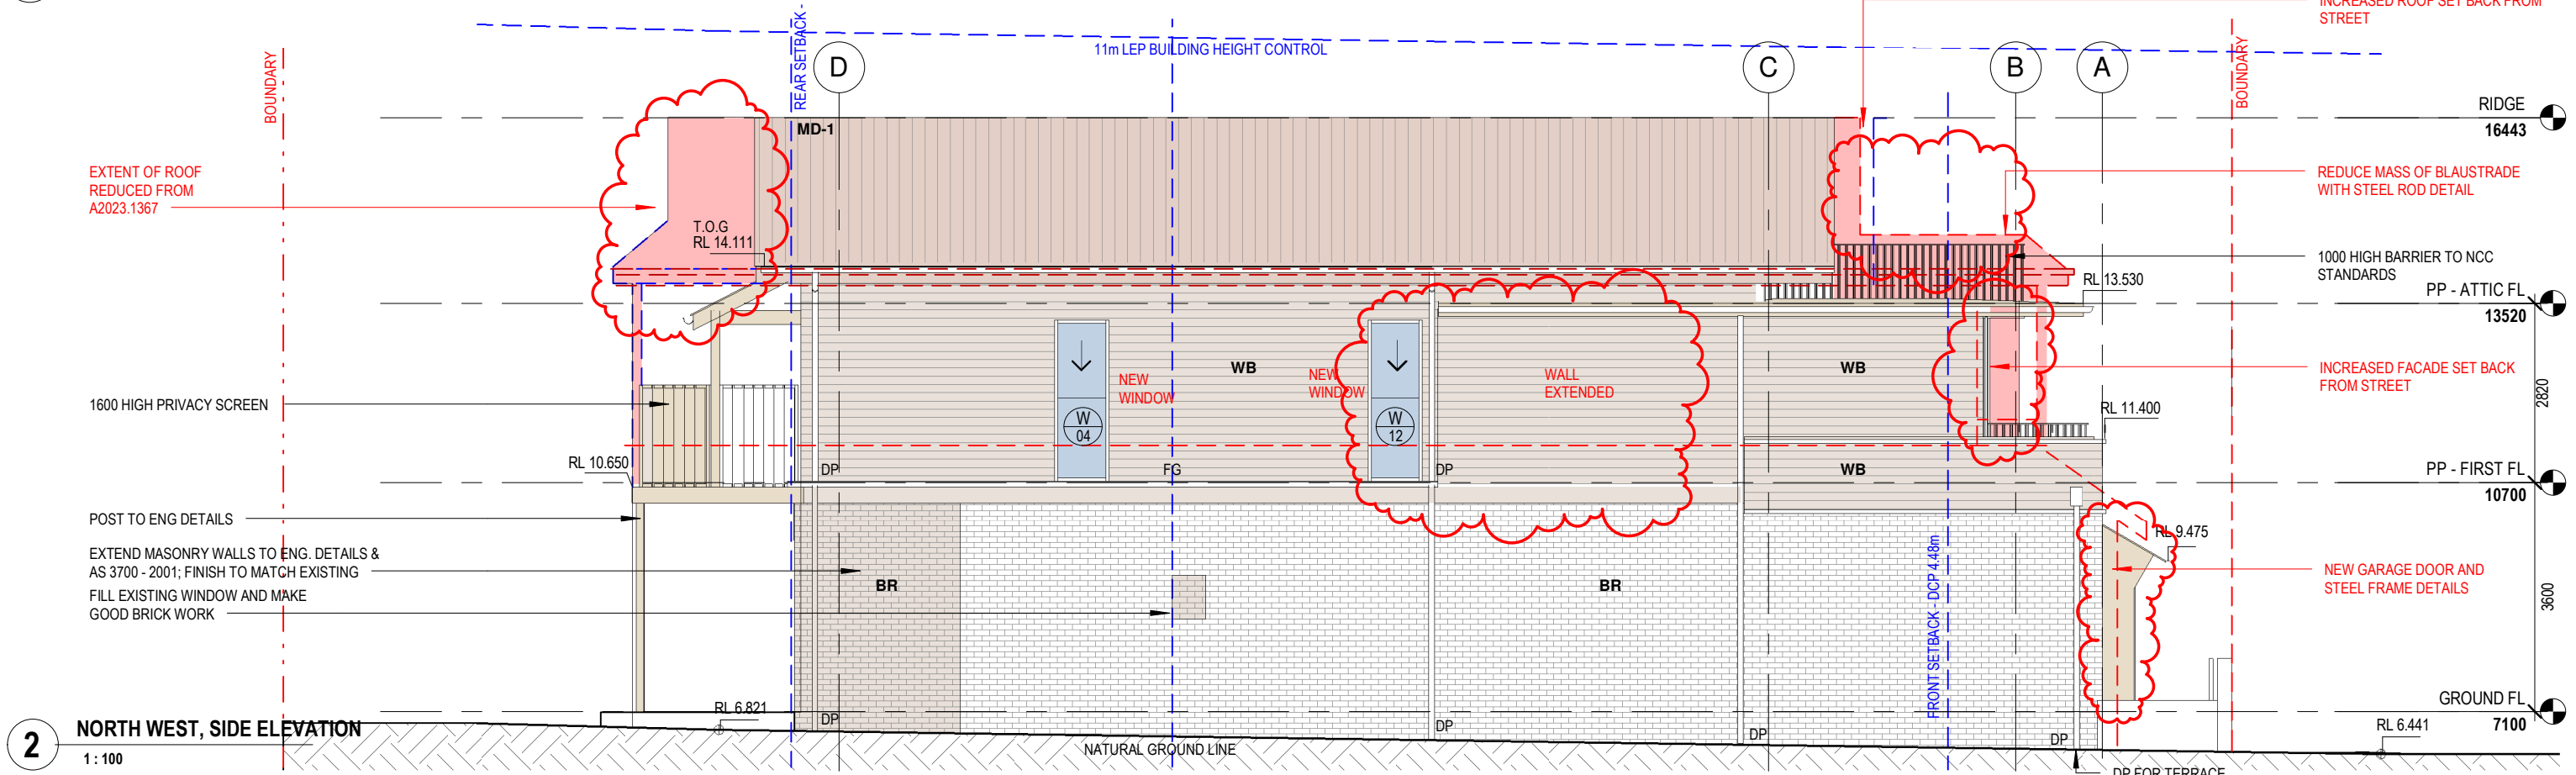 INCREASED ROOF SET BACK FROM
STREET
REAR SETBACK -
11m LEP BUILDING HEIGHT CONTROL
D
C
B
A
BOUNDARY
BOUNDARY
RIDGE
16443
MD-1
EXTENT OF ROOF
REDUCED FROM
A2023.1367
REDUCE MASS OF BLAUSTRADE
WITH STEEL ROD DETAIL
T.O.G
RL 14.111
1000 HIGH BARRIER TO NCC
STANDARDS
RL 13.530
PP - ATTIC FL
13520
WB
WB
NEW
WINDOW
NEW
WINDOW
WALL
EXTENDED
INCREASED FACADE SET BACK
FROM STREET
2820
1600 HIGH PRIVACY SCREEN
W
04
W
12
RL 11.400
RL 10.650
DP
FG
DP
WB
PP - FIRST FL
10700
POST TO ENG DETAILS
EXTEND MASONRY WALLS TO ENG. DETAILS &
AS 3700 - 2001; FINISH TO MATCH EXISTING
FILL EXISTING WINDOW AND MAKE
GOOD BRICK WORK
BR
BR
FRONT SETBACK - DCP 4.48m
RL 9.475
NEW GARAGE DOOR AND
STEEL FRAME DETAILS
3600
RL 6.821
DP
DP
DP
DP
GROUND FL
7100
RL 6.441
2
NORTH WEST, SIDE ELEVATION
1 : 100
NATURAL GROUND LINE
DP FOR TERRACE